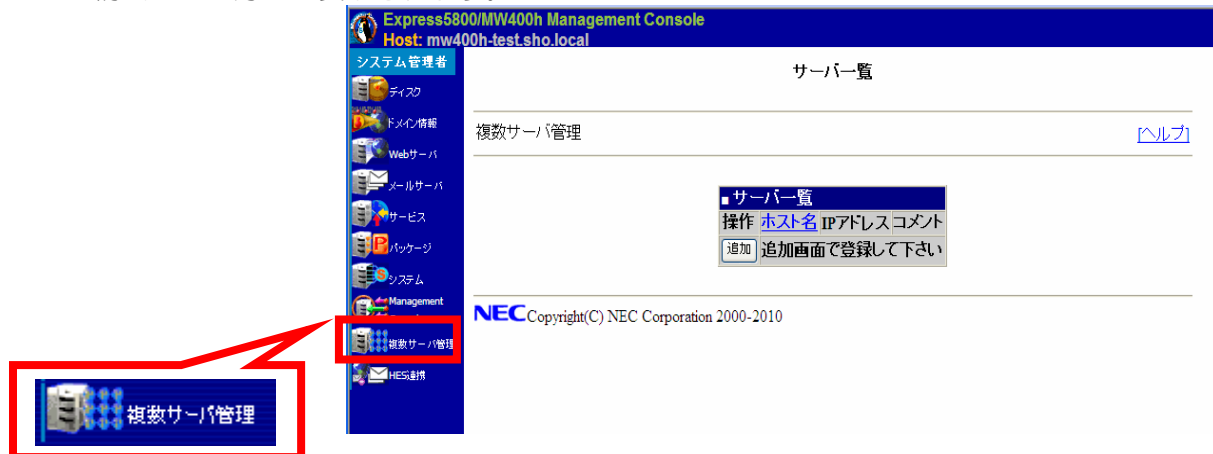 Express5800/MW400h Management Console
Host: mw400h-test.sho.local
システム管理者
ディスク
ドメイン情報
Webサーバ
メールサーバ
サービス
パッケージ
システム
Management
複数サーバ管理
HES連携
サーバ一覧
複数サーバ管理
[ヘルプ]
■サーバ一覧
操作 ホスト名 IPアドレス コメント
追加 追加画面で登録して下さい
NEC Copyright(C) NEC Corporation 2000-2010
複数サーバ管理